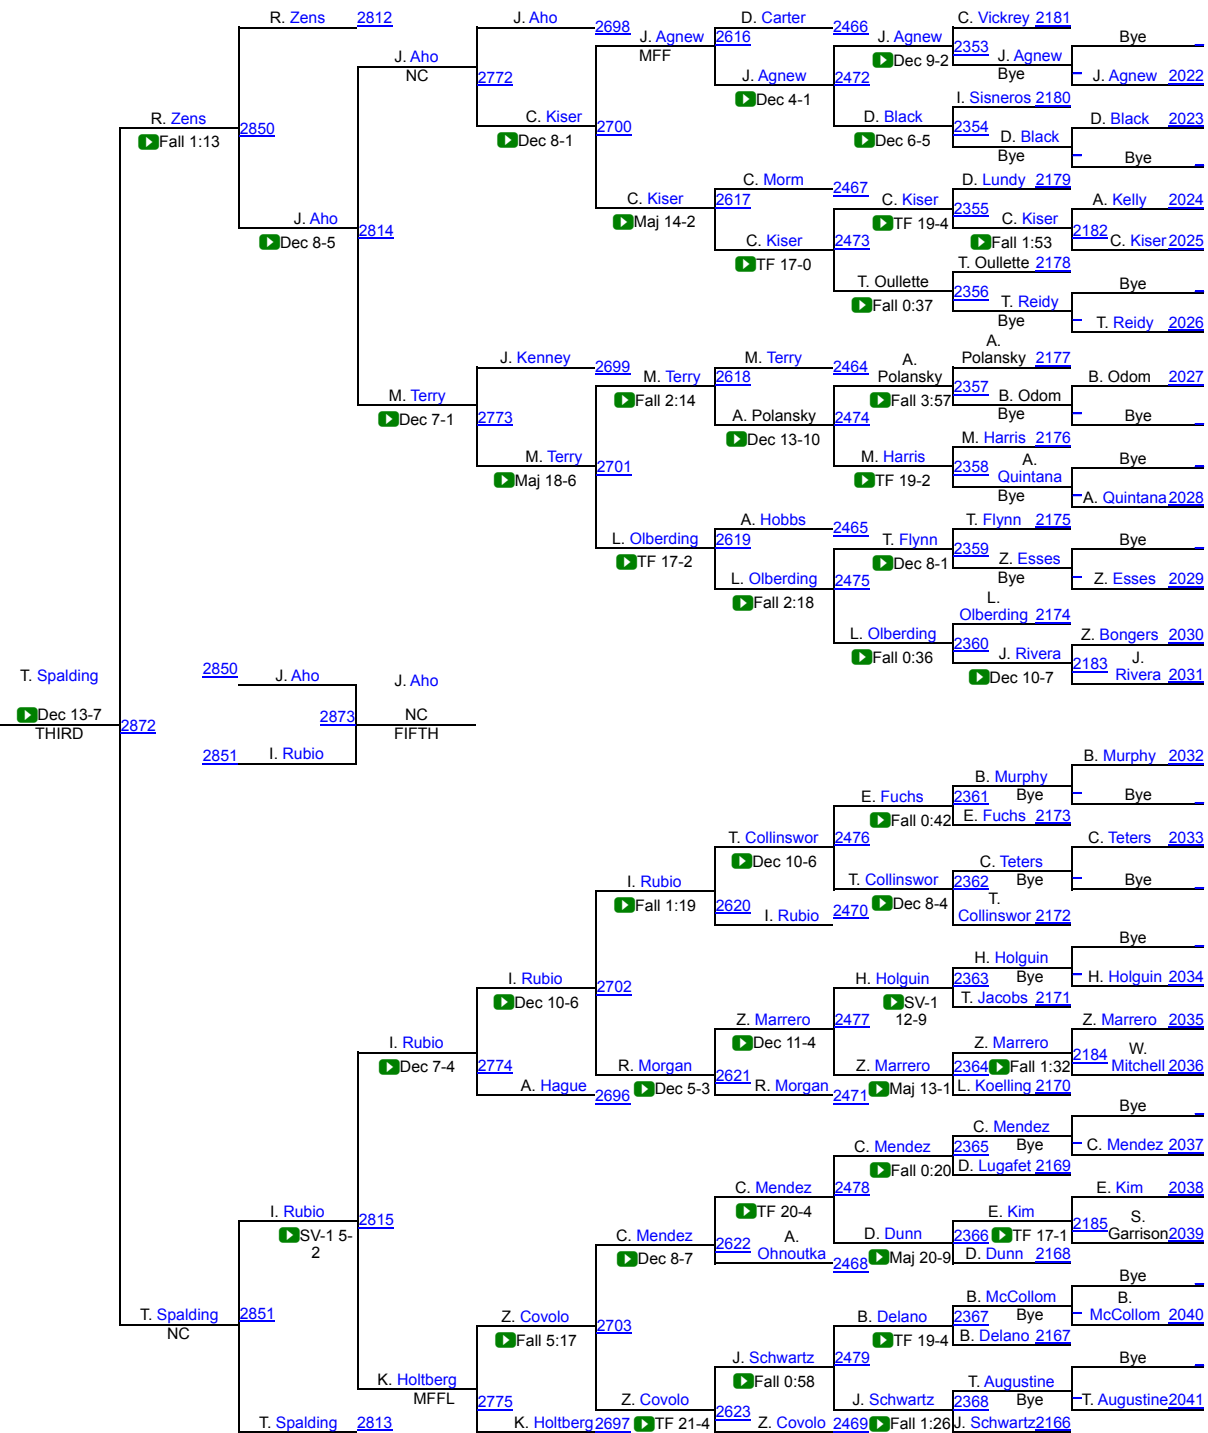 R. Zens 2812 J. Aho 2698 D. Carter 2466 C. Vickrey 2181
J. Agnew 2616 J. Agnew Bye
J. Aho MFF Dec 9-2 2353 J. Agnew
NC 2772 J. Agnew 2472 Bye J. Agnew 2022
Dec 4-1 I. Sisneros 2180
R. Zens 2850 C. Kiser 2700 D. Black 2354 D. Black 2023
Fall 1:13 Dec 8-1 Dec 6-5 D. Black
Bye Bye
C. Morm 2467 D. Lundy 2179
C. Kiser 2617 C. Kiser 2355 A. Kelly 2024
J. Aho 2814 Maj 14-2 TF 19-4 C. Kiser 2182
Dec 8-5 C. Kiser 2473 Fall 1:53 C. Kiser 2025
TF 17-0 T. Oullette 2178
T. Oullette 2356 Bye
Fall 0:37 T. Reidy
Bye T. Reidy 2026
A.
J. Kenney 2699 M. Terry 2464 A. Polansky 2177
M. Terry 2618 Polansky 2357 B. Odom 2027
M. Terry 2773 Fall 2:14 Fall 3:57 B. Odom
Dec 7-1 A. Polansky 2474 Bye Bye
Dec 13-10 M. Harris 2176
M. Terry 2701 M. Harris 2358 A. Bye
Maj 18-6 TF 19-2 Quintana
Bye A. Quintana 2028
A. Hobbs 2465 T. Flynn 2175
L. Olberding 2619 T. Flynn 2359 Bye
TF 17-2 Dec 8-1 Z. Esses
L. Olberding 2475 Bye Z. Esses 2029
Fall 2:18 L.
Olberding 2174
L. Olberding 2360 Z. Bongers 2030
Fall 0:36 J. Rivera 2183 J.
Dec 10-7 Rivera 2031
T. Spalding 2850 J. Aho J. Aho
Dec 13-7 2872 2873 NC
THIRD FIFTH
2851 I. Rubio
B. Murphy 2032
B. Murphy
E. Fuchs 2361 Bye Bye
Fall 0:42 E. Fuchs 2173
T. Collinswor 2476 C. Teters 2033
Dec 10-6 C. Teters
I. Rubio T. Collinswor 2362 Bye Bye
Fall 1:19 2620 I. Rubio 2470 Dec 8-4 T.
Collinswor 2172
Bye
H. Holguin
I. Rubio 2702 H. Holguin 2363 Bye H. Holguin 2034
Dec 10-6 SV-1 T. Jacobs 2171
12-9
Z. Marrero 2477 Z. Marrero 2035
I. Rubio Dec 11-4 Z. Marrero
Dec 7-4 2774 R. Morgan 2621 Z. Marrero 2364 Fall 1:32 2184 W.
Mitchell 2036
A. Hague 2696 Dec 5-3 R. Morgan 2471 Maj 13-1 L. Koelling 2170
Bye
C. Mendez
C. Mendez 2365 Bye C. Mendez 2037
Fall 0:20 D. Lugafet 2169
C. Mendez 2478 E. Kim 2038
I. Rubio 2815 TF 20-4 E. Kim
SV-1 5-
2
C. Mendez 2622 A. D. Dunn 2366 TF 17-1 2185 S.
Garrison 2039
Dec 8-7 Ohnoutka 2468 Maj 20-9 D. Dunn 2168
Bye
B. McCollom B.
T. Spalding 2851 Z. Covolo 2703 B. Delano 2367 Bye McCollom 2040
NC Fall 5:17 TF 19-4 B. Delano 2167
J. Schwartz 2479 Bye
K. Holtberg Fall 0:58 T. Augustine
MFFL 2775 Z. Covolo 2623 J. Schwartz 2368 Bye T. Augustine 2041
T. Spalding 2813 K. Holtberg 2697 TF 21-4 Z. Covolo 2469 Fall 1:26 J. Schwartz 2166